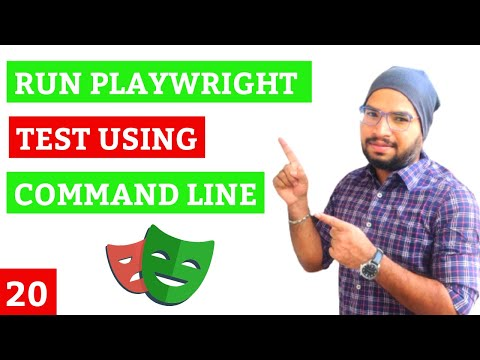 RUN PLAYWRIGHT
TEST USING
COMMAND LINE
20